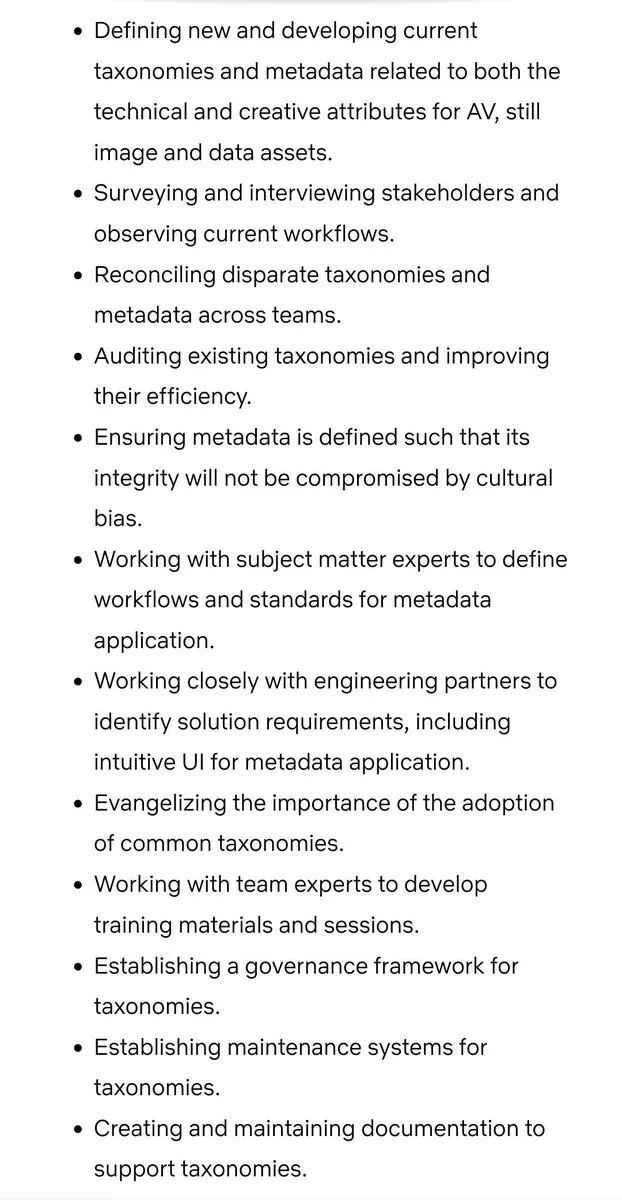 • Defining new and developing current
taxonomies and metadata related to both the
technical and creative attributes for AV, still
image and data assets.
• Surveying and interviewing stakeholders and
observing current workflows.
• Reconciling disparate taxonomies and
metadata across teams.
• Auditing existing taxonomies and improving
their efficiency.
• Ensuring metadata is defined such that its
integrity will not be compromised by cultural
bias.
• Working with subject matter experts to define
workflows and standards for metadata
application.
• Working closely with engineering partners to
identify solution requirements, including
intuitive UI for metadata application.
• Evangelizing the importance of the adoption
of common taxonomies.
• Working with team experts to develop
training materials and sessions.
• Establishing a governance framework for
taxonomies.
• Establishing maintenance systems for
taxonomies.
• Creating and maintaining documentation to
support taxonomies.